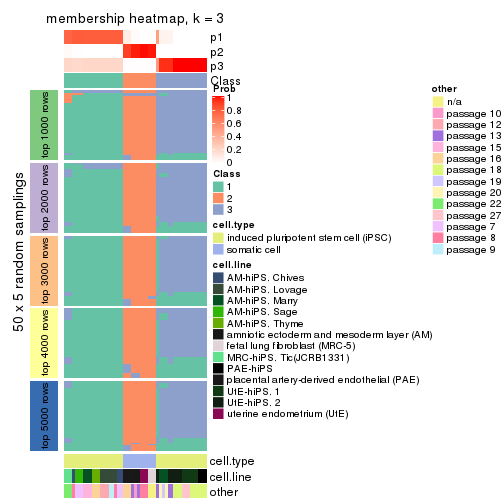 membership heatmap, k = 3
p1
p2
p3
Class
50 x 5 random samplings
top 1000 rows
top 2000 rows
top 3000 rows
top 4000 rows
top 5000 rows
cell.type
cell.line
other
Prob
1
0.8
0.6
0.4
0.2
0
Class
1
2
3
cell.type
induced pluripotent stem cell (iPSC)
somatic cell
cell.line
AM-hiPS. Chives
AM-hiPS. Lovage
AM-hiPS. Marry
AM-hiPS. Sage
AM-hiPS. Thyme
amniotic ectoderm and mesoderm layer (AM)
fetal lung fibroblast (MRC-5)
MRC-hiPS. Tic(JCRB1331)
PAE-hiPS
placental artery-derived endothelial (PAE)
UtE-hiPS. 1
UtE-hiPS. 2
uterine endometrium (UtE)
other
n/a
passage 10
passage 12
passage 13
passage 15
passage 16
passage 18
passage 19
passage 20
passage 22
passage 27
passage 7
passage 8
passage 9